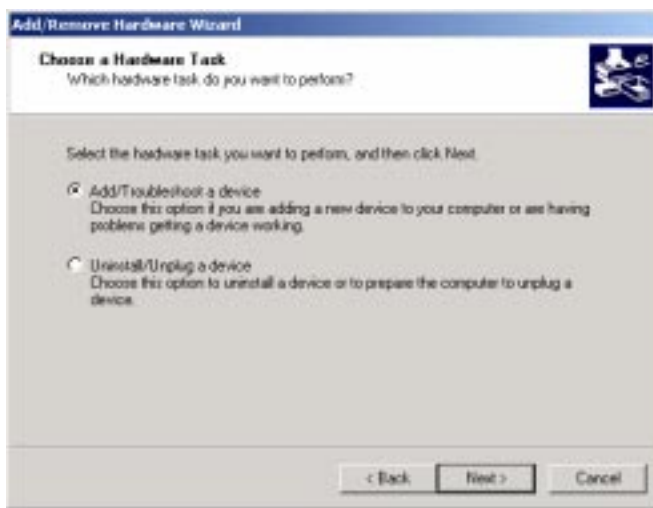 Add/Remove Hardware Wizard
Choose a Hardware Task
Which hardware task do you want to perform?
Select the hardware task you want to perform, and then click Next.
Add/Troubleshoot a device
Choose this option if you are adding a new device to your computer or are having
problems getting a device working.
Uninstall/Unplug a device
Choose this option to uninstall a device or to prepare the computer to unplug a
device.
< Back Next > Cancel